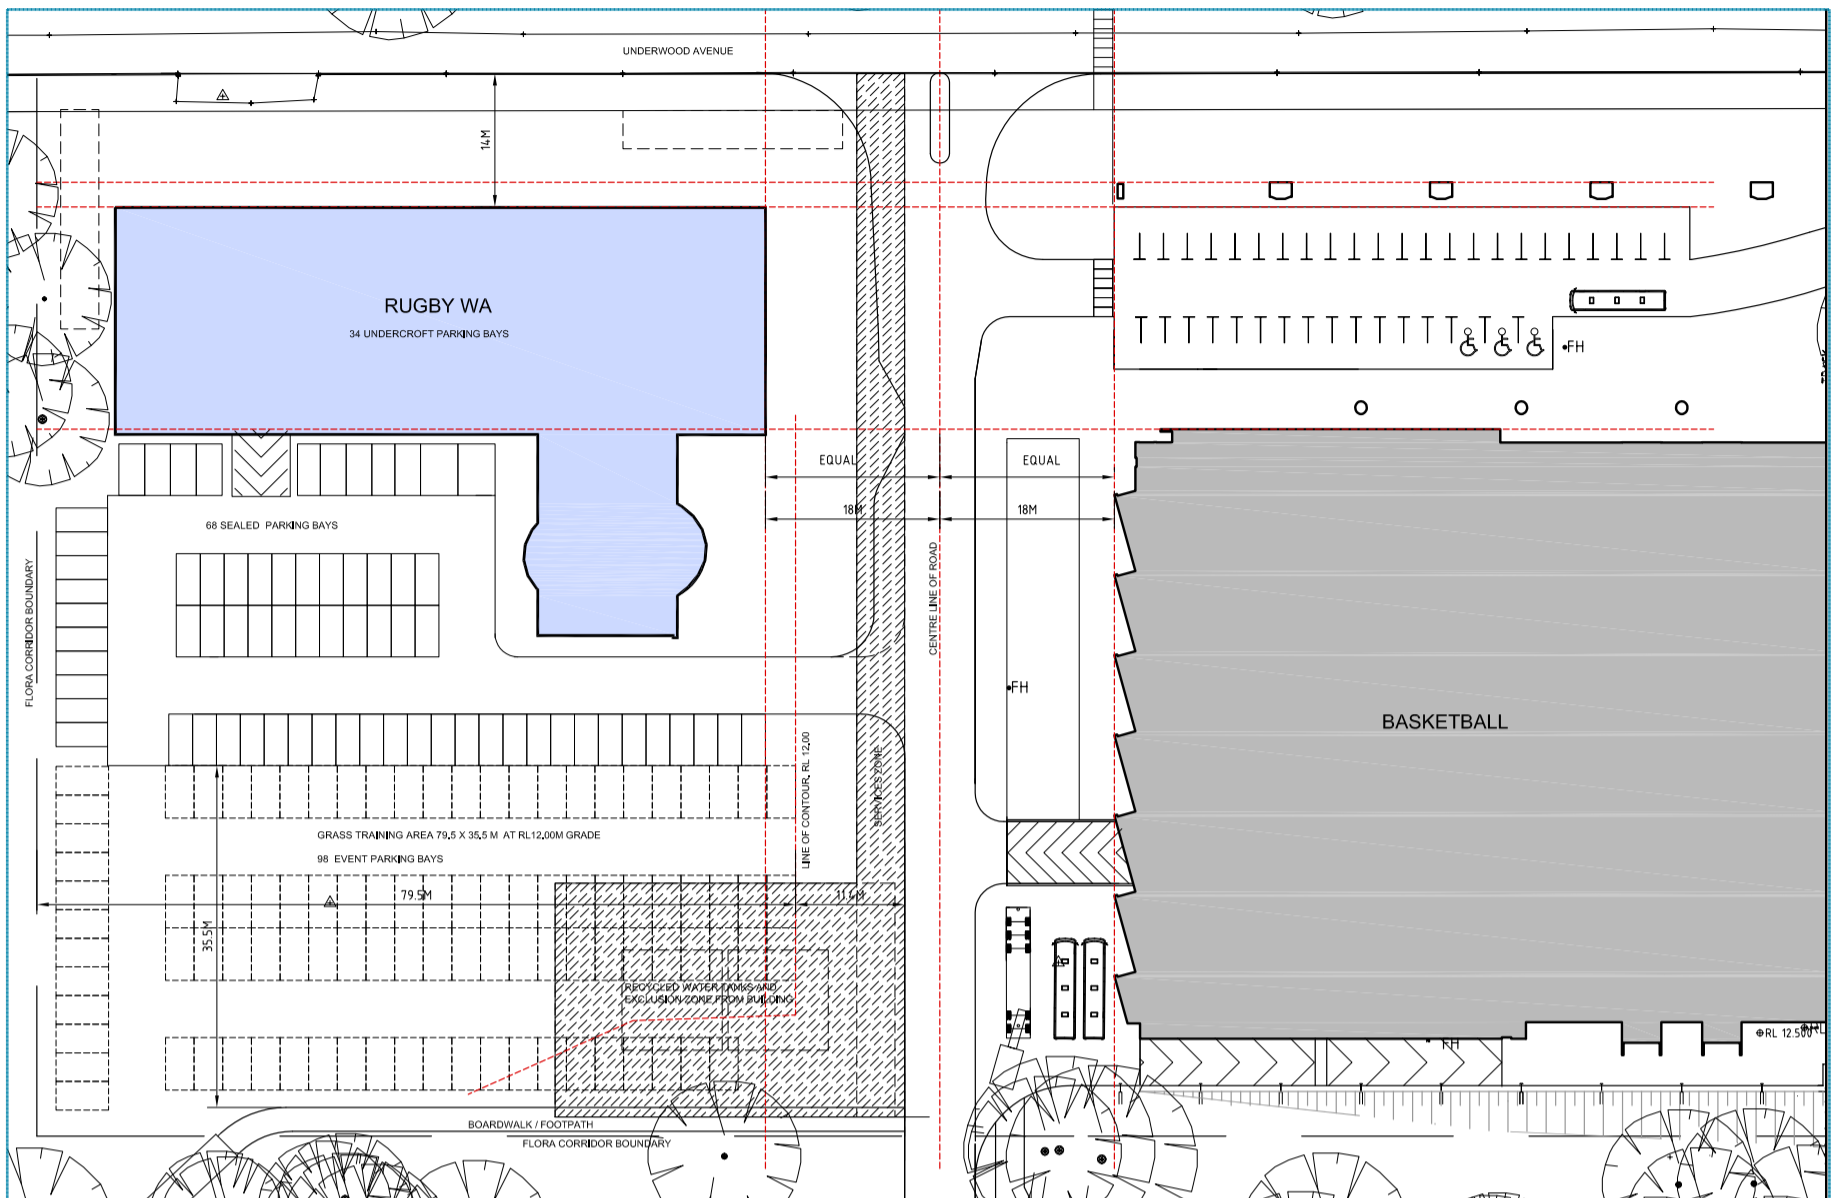 UNDERWOOD AVENUE
14M
RUGBY WA
34 UNDERCROFT PARKING BAYS
FH
EQUAL
EQUAL
18M
18M
68 SEALED PARKING BAYS
FLORA CORRIDOR BOUNDARY
CENTRE LINE OF ROAD
FH
BASKETBALL
LINE OF CONTOUR, RL 12.00
SERVICES ZONE
GRASS TRAINING AREA 79.5 X 35.5 M AT RL12.00M GRADE
98 EVENT PARKING BAYS
79.5M
11.4M
35.5M
RECYCLED WATER TANKS AND
EXCLUSION ZONE FROM BUILDING
RL 12.500
FH
BOARDWALK / FOOTPATH
FLORA CORRIDOR BOUNDARY